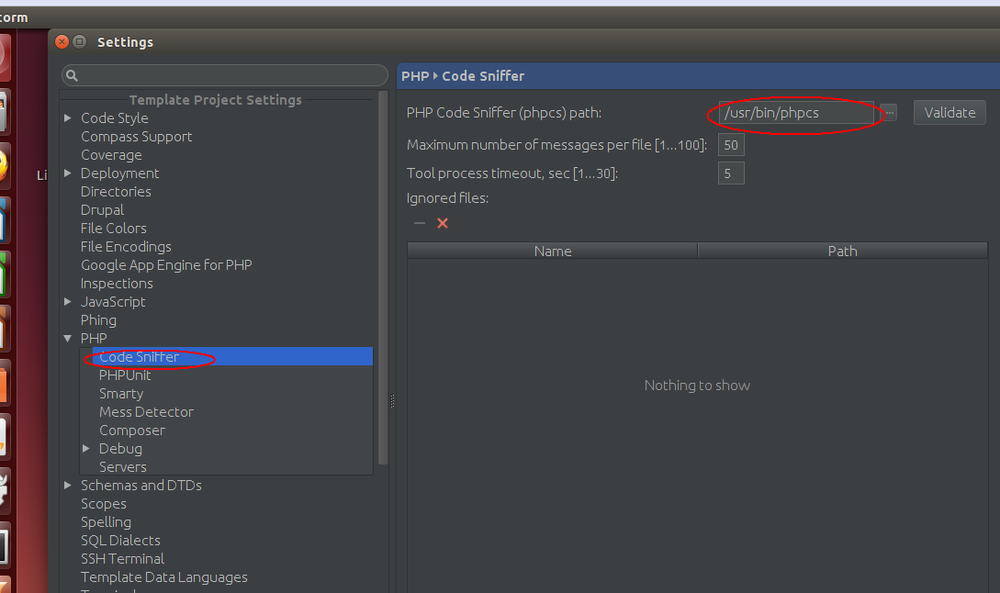 torm
Settings
Template Project Settings
Code Style
Compass Support
Coverage
Deployment
Li
Directories
Drupal
File Colors
File Encodings
Google App Engine for PHP
Inspections
JavaScript
Phing
PHP
Code Sniffer
PHPUnit
Smarty
Mess Detector
Composer
Debug
Servers
Schemas and DTDs
Scopes
Spelling
SQL Dialects
SSH Terminal
Template Data Languages
PHP Code Sniffer
PHP Code Sniffer (phpcs) path: /usr/bin/phpcs ... Validate
Maximum number of messages per file [1...100]: 50
Tool process timeout, sec [1...30]: 5
Ignored files:
Name Path
Nothing to show